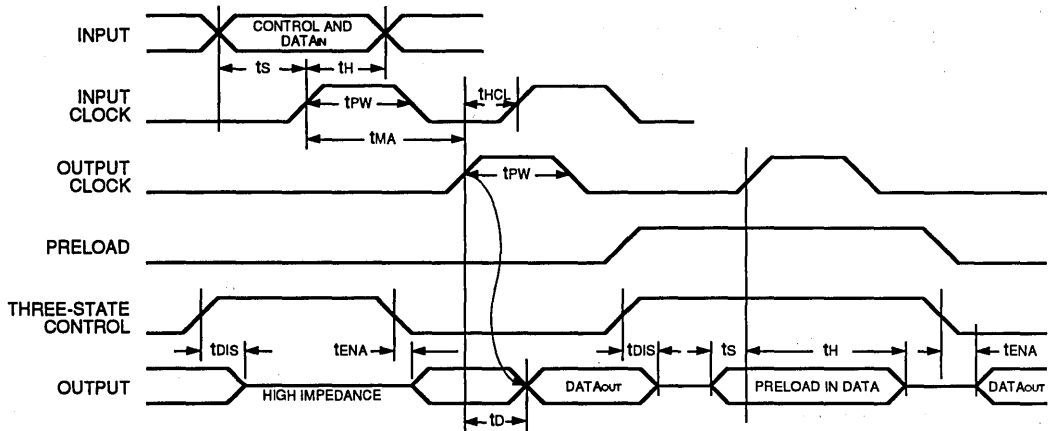 INPUT
CONTROL AND
DATAIN
tS
tH
INPUT
CLOCK
tPW
tHCL
tMA
OUTPUT
CLOCK
tPW
PRELOAD
THREE-STATE
CONTROL
tDIS
tENA
tDIS
tS
tH
tENA
OUTPUT
HIGH IMPEDANCE
DATAOUT
PRELOAD IN DATA
DATAOUT
tD